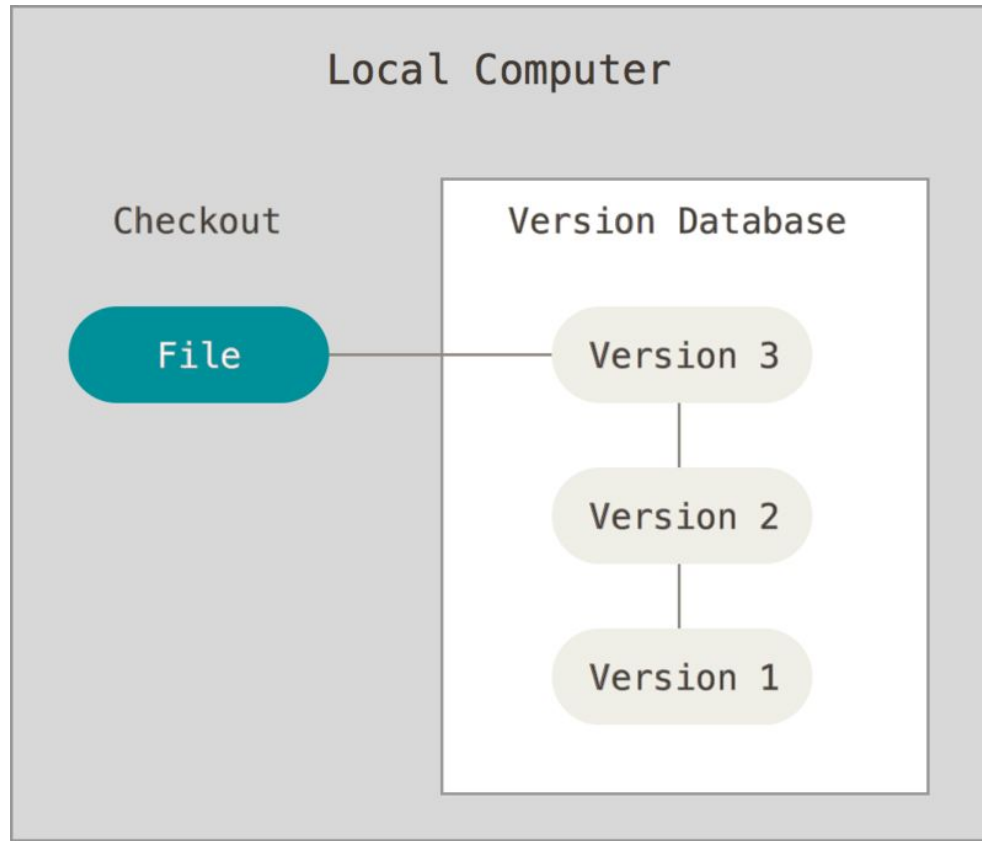 Local Computer
Checkout
Version Database
File
Version 3
Version 2
Version 1